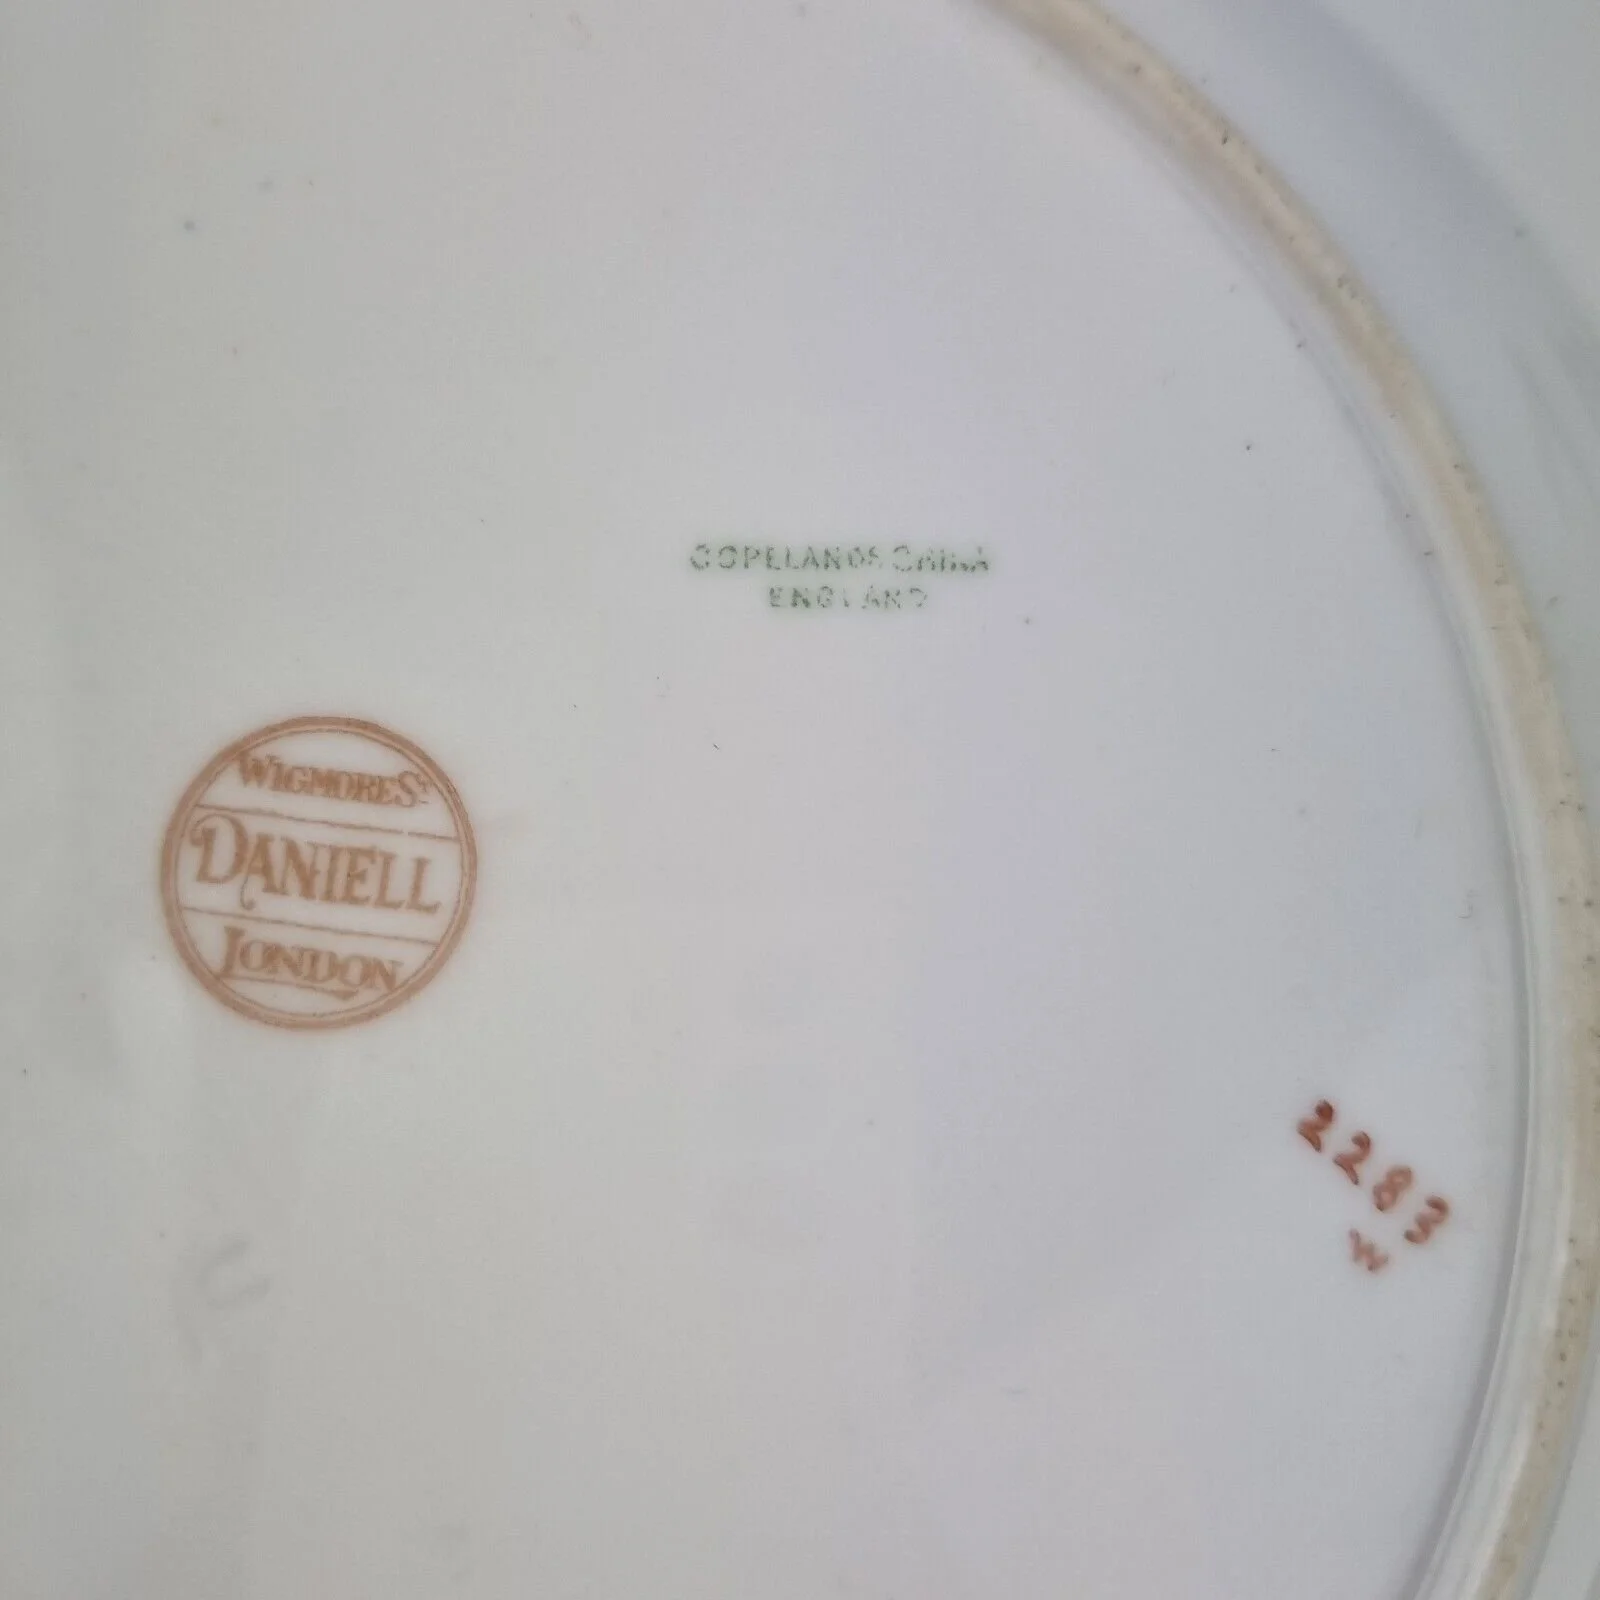 COPELANDS CHINA
ENGLAND
WIGMORE ST
DANIELL
LONDON
2283
W